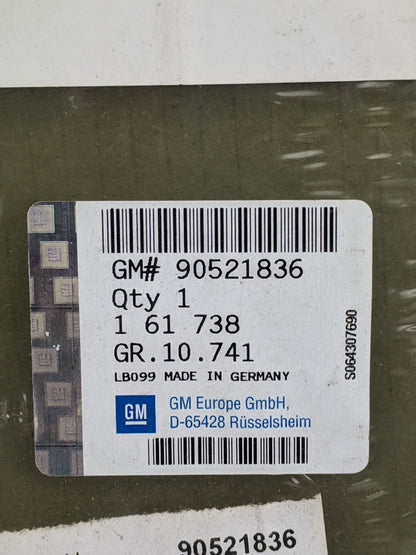 GM# 90521836
Qty 1
1 61 738
GR.10.741
LB099 MADE IN GERMANY
S064307690
GM
GM Europe GmbH,
D-65428 Rüsselsheim
90521836